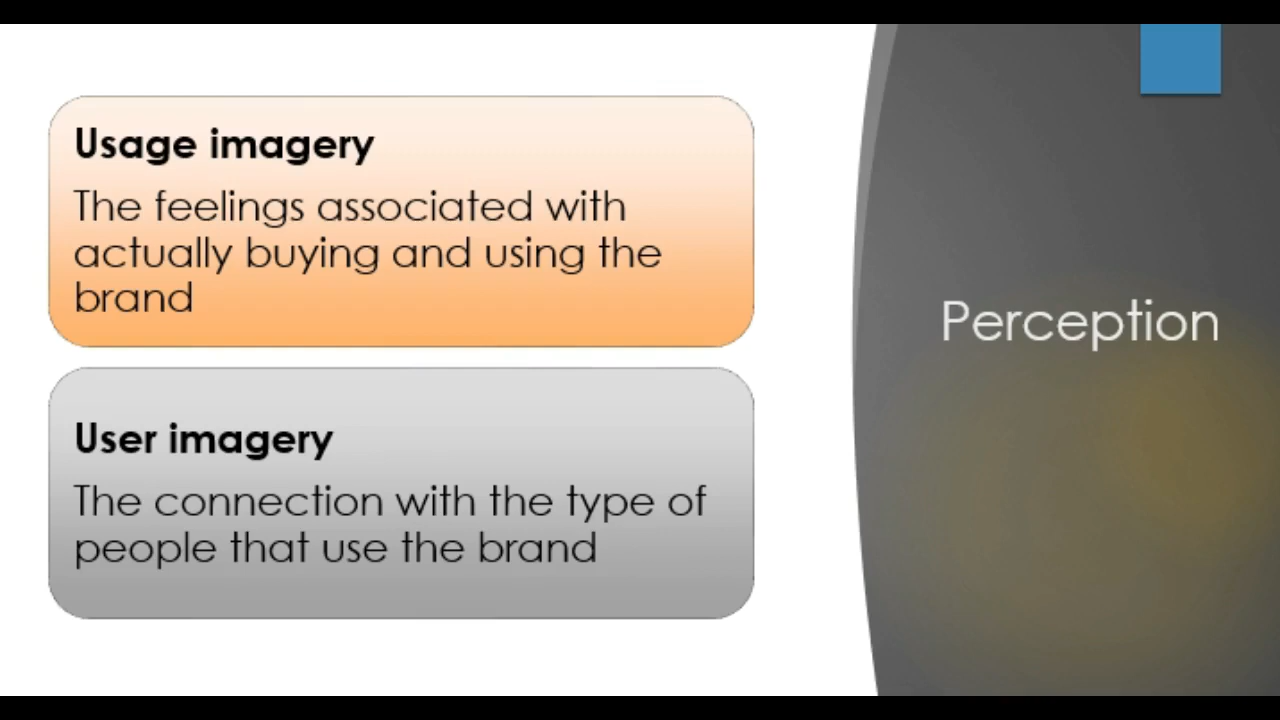 Usage imagery
The feelings associated with
actually buying and using the
brand
User imagery
The connection with the type of
people that use the brand
Perception